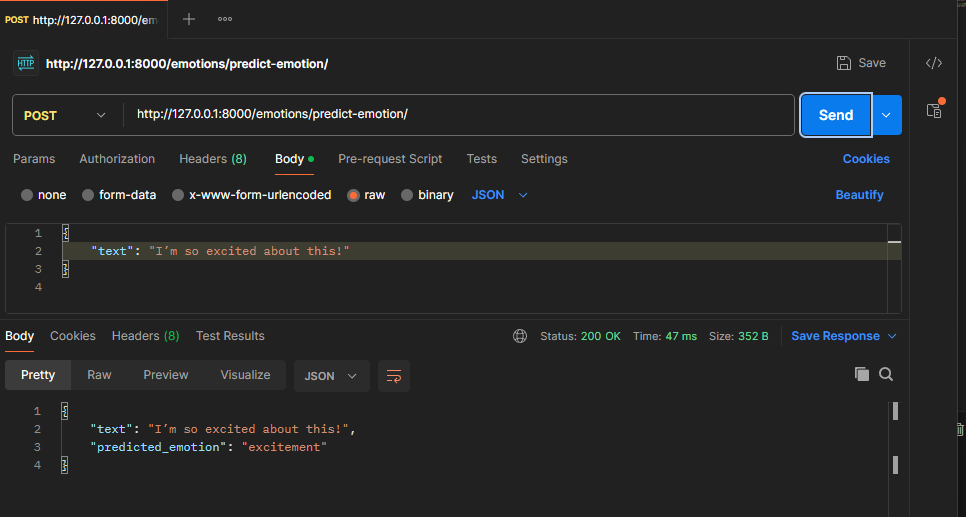 POST http://127.0.0.1:8000/em
HTTP http://127.0.0.1:8000/emotions/predict-emotion/ Save
POST http://127.0.0.1:8000/emotions/predict-emotion/ Send
Params Authorization Headers (8) Body Pre-request Script Tests Settings Cookies
none form-data x-www-form-urlencoded raw binary JSON Beautify
1 {
2 "text": "I’m so excited about this!"
3 }
4
Body Cookies Headers (8) Test Results Status: 200 OK Time: 47 ms Size: 352 B Save Response
Pretty Raw Preview Visualize JSON
1 {
2 "text": "I’m so excited about this!",
3 "predicted_emotion": "excitement"
4 }